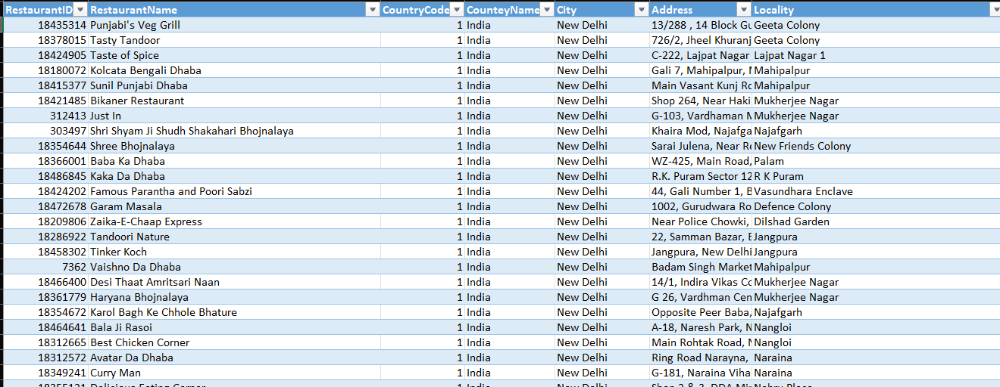 RestaurantID RestaurantName CountryCode CounteyName City Address Locality
18435314 Punjabi's Veg Grill 1 India New Delhi 13/288 , 14 Block Gu Geeta Colony
18378015 Tasty Tandoor 1 India New Delhi 726/2, Jheel Khuranj Geeta Colony
18424905 Taste of Spice 1 India New Delhi C-222, Lajpat Nagar Lajpat Nagar 1
18180072 Kolcata Bengali Dhaba 1 India New Delhi Gali 7, Mahipalpur, Mahipalpur
18415377 Sunil Punjabi Dhaba 1 India New Delhi Main Vasant Kunj Ro Mahipalpur
18421485 Bikaner Restaurant 1 India New Delhi Shop 264, Near Haki Mukherjee Nagar
312413 Just In 1 India New Delhi G-103, Vardhaman Mukherjee Nagar
303497 Shri Shyam Ji Shudh Shakahari Bhojnalaya 1 India New Delhi Khaira Mod, Najafga Najafgarh
18354644 Shree Bhojnalaya 1 India New Delhi Sarai Julena, Near Re New Friends Colony
18366001 Baba Ka Dhaba 1 India New Delhi WZ-425, Main Road, Palam
18486845 Kaka Da Dhaba 1 India New Delhi R.K. Puram Sector 12 R K Puram
18424202 Famous Parantha and Poori Sabzi 1 India New Delhi 44, Gali Number 1, Vasundhara Enclave
18472678 Garam Masala 1 India New Delhi 1002, Gurudwara Ro Defence Colony
18209806 Zaika-E-Chaap Express 1 India New Delhi Near Police Chowki, Dilshad Garden
18286922 Tandoori Nature 1 India New Delhi 22, Samman Bazar, Jangpura
18458302 Tinker Koch 1 India New Delhi Jangpura, New Delhi Jangpura
7362 Vaishno Da Dhaba 1 India New Delhi Badam Singh Market Mahipalpur
18466400 Desi Thaat Amritsari Naan 1 India New Delhi 14/1, Indira Vikas Co Mukherjee Nagar
18361779 Haryana Bhojnalaya 1 India New Delhi G 26, Vardhman Cen Mukherjee Nagar
18354672 Karol Bagh Ke Chhole Bhature 1 India New Delhi Opposite Peer Baba, Najafgarh
18464641 Bala Ji Rasoi 1 India New Delhi A-18, Naresh Park, Nangloi
18312665 Best Chicken Corner 1 India New Delhi Main Rohtak Road, Nangloi
18312572 Avatar Da Dhaba 1 India New Delhi Ring Road Narayna, Naraina
18349241 Curry Man 1 India New Delhi G-181, Naraina Viha Naraina